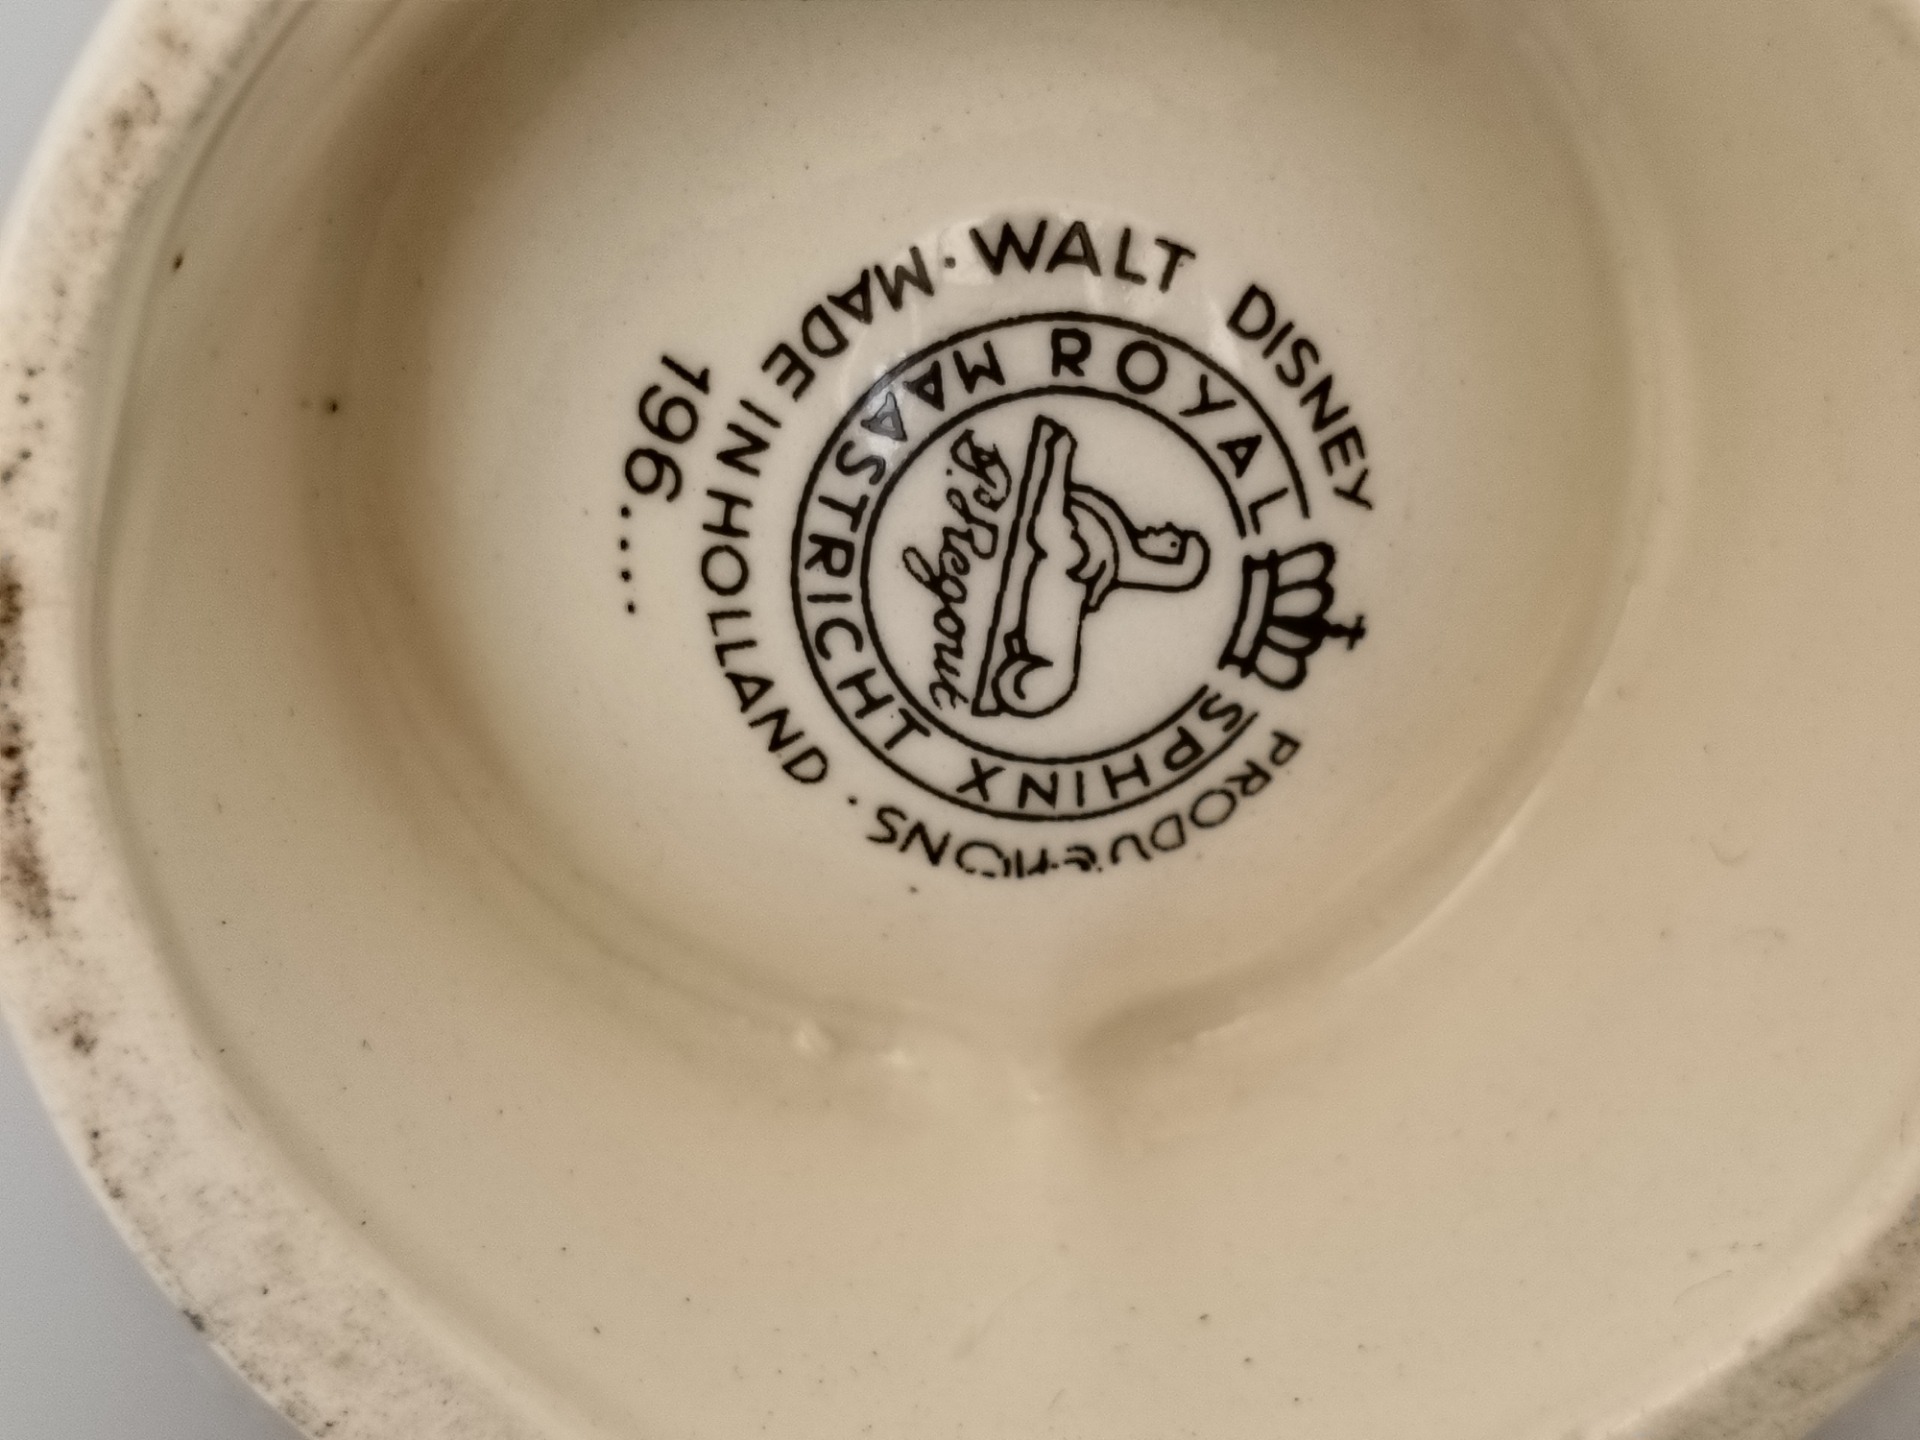 WALT DISNEY PRODUCTIONS · MADE IN HOLLAND ·
ROYAL SPHINX MAASTRICHT
P. Regout
196....